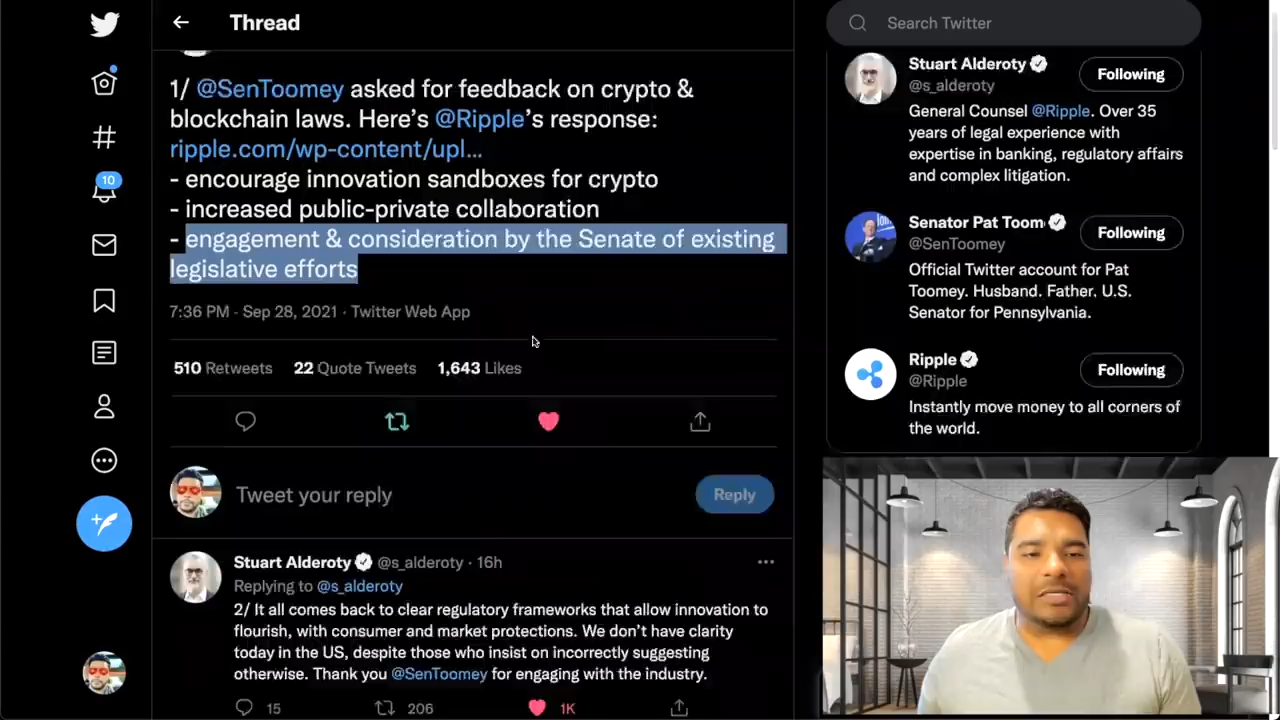 Thread
Search Twitter
1/ @SenToomey asked for feedback on crypto &
blockchain laws. Here’s @Ripple’s response:
ripple.com/wp-content/upl…
- encourage innovation sandboxes for crypto
- increased public-private collaboration
- engagement & consideration by the Senate of existing
legislative efforts
7:36 PM · Sep 28, 2021 · Twitter Web App
510 Retweets 22 Quote Tweets 1,643 Likes
10
Tweet your reply
Reply
Stuart Alderoty @s_alderoty · 16h
Replying to @s_alderoty
2/ It all comes back to clear regulatory frameworks that allow innovation to
flourish, with consumer and market protections. We don’t have clarity
today in the US, despite those who insist on incorrectly suggesting
otherwise. Thank you @SenToomey for engaging with the industry.
15 206 1K
Stuart Alderoty
Following
@s_alderoty
General Counsel @Ripple. Over 35
years of legal experience with
expertise in banking, regulatory affairs
and complex litigation.
Senator Pat Toom
Following
@SenToomey
Official Twitter account for Pat
Toomey. Husband. Father. U.S.
Senator for Pennsylvania.
Ripple
Following
@Ripple
Instantly move money to all corners of
the world.